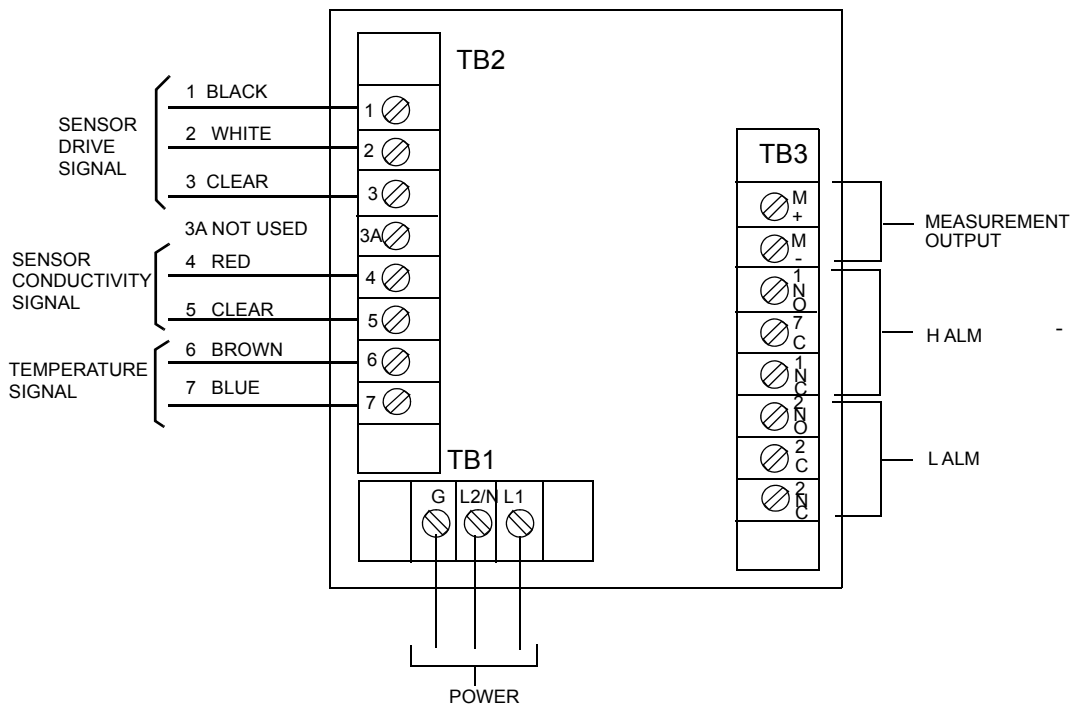 TB2
1 BLACK
2 WHITE
3 CLEAR
3A NOT USED
4 RED
5 CLEAR
6 BROWN
7 BLUE
SENSOR
DRIVE
SIGNAL
SENSOR
CONDUCTIVITY
SIGNAL
TEMPERATURE
SIGNAL
1
2
3
3A
4
5
6
7
TB1
G L2/N L1
POWER
TB3
M
+
M
-
1
N
O
7
C
1
N
C
2
N
O
2
C
2
N
C
MEASUREMENT
OUTPUT
H ALM -
L ALM